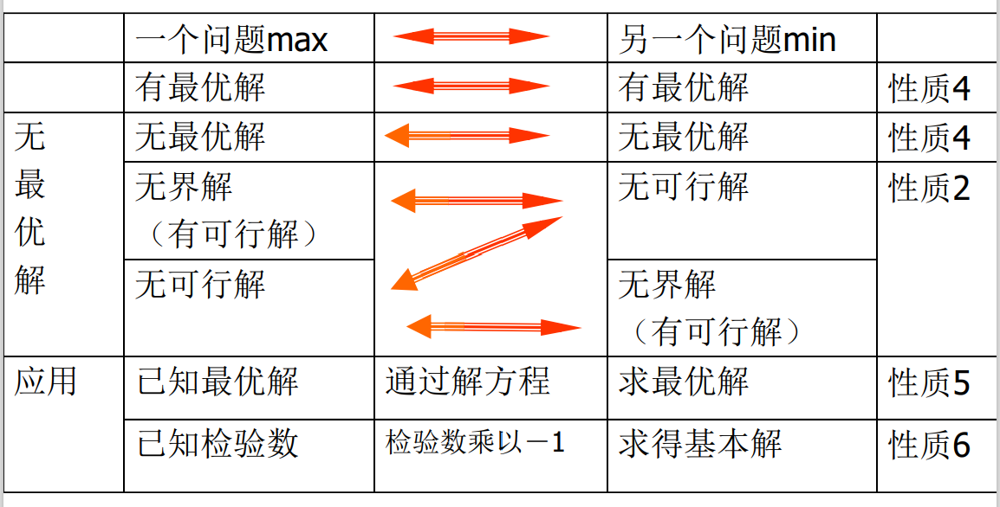 一个问题max 另一个问题min
有最优解 有最优解 性质4
无最优解 无最优解 无最优解 性质4
无界解 无可行解 性质2
（有可行解）
无可行解 无界解
（有可行解）
应用 已知最优解 通过解方程 求最优解 性质5
已知检验数 检验数乘以－1 求得基本解 性质6